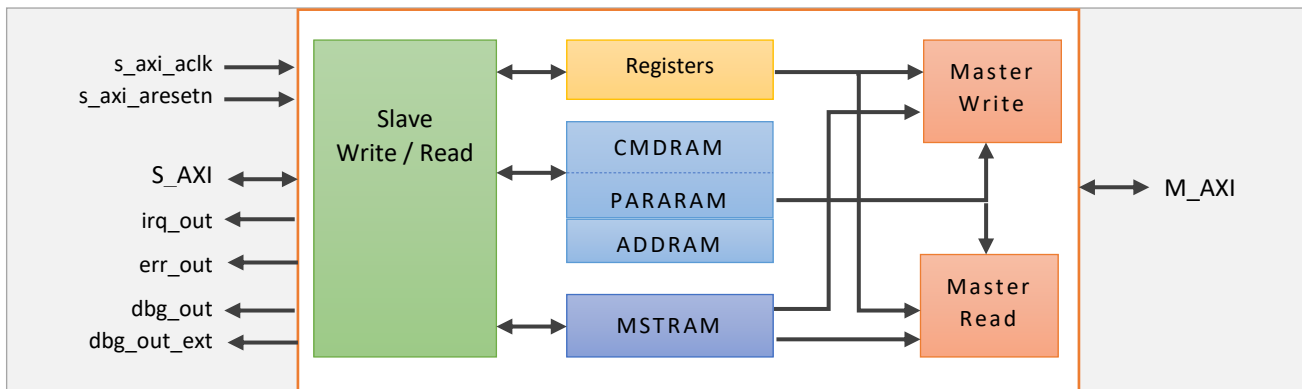 s_axi_aclk
s_axi_aresetn
S_AXI
irq_out
err_out
dbg_out
dbg_out_ext
Slave
Write / Read
Registers
CMDRAM
PARARAM
ADDRAM
MSTRAM
Master
Write
Master
Read
M_AXI